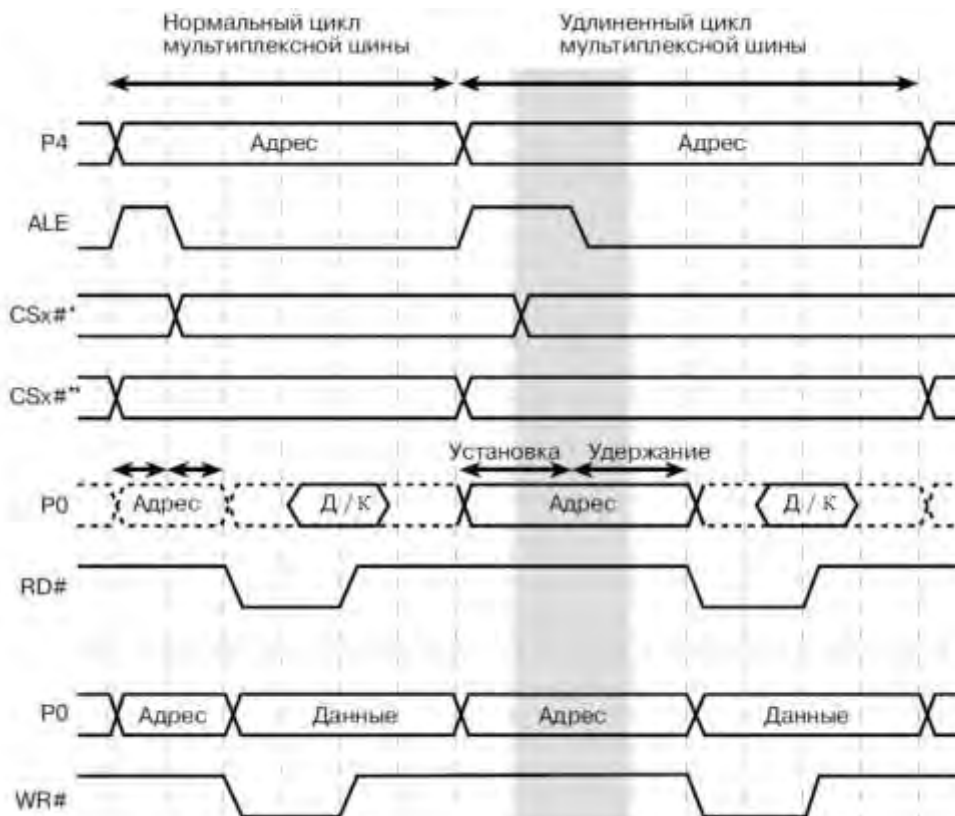 Нормальный цикл
мультиплексной шины
Удлиненный цикл
мультиплексной шины
P4
Адрес
Адрес
ALE
CSx#*
CSx#**
Установка
Удержание
P0
Адрес
Д / К
Адрес
Д / К
RD#
P0
Адрес
Данные
Адрес
Данные
WR#